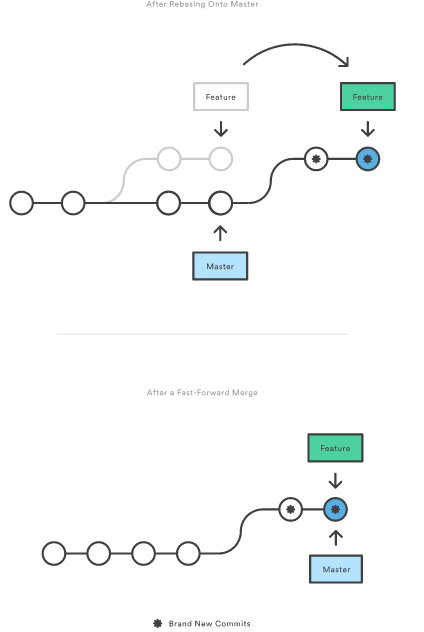 After Rebasing Onto Master
Feature
Feature
Master
After a Fast-Forward Merge
Feature
Master
Brand New Commits